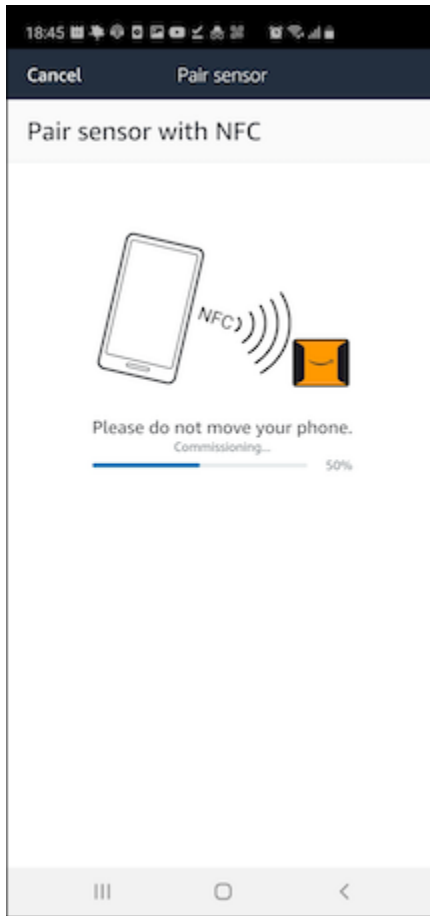 18:45
Cancel Pair sensor
Pair sensor with NFC
NFC
Please do not move your phone.
Commissioning...
50%